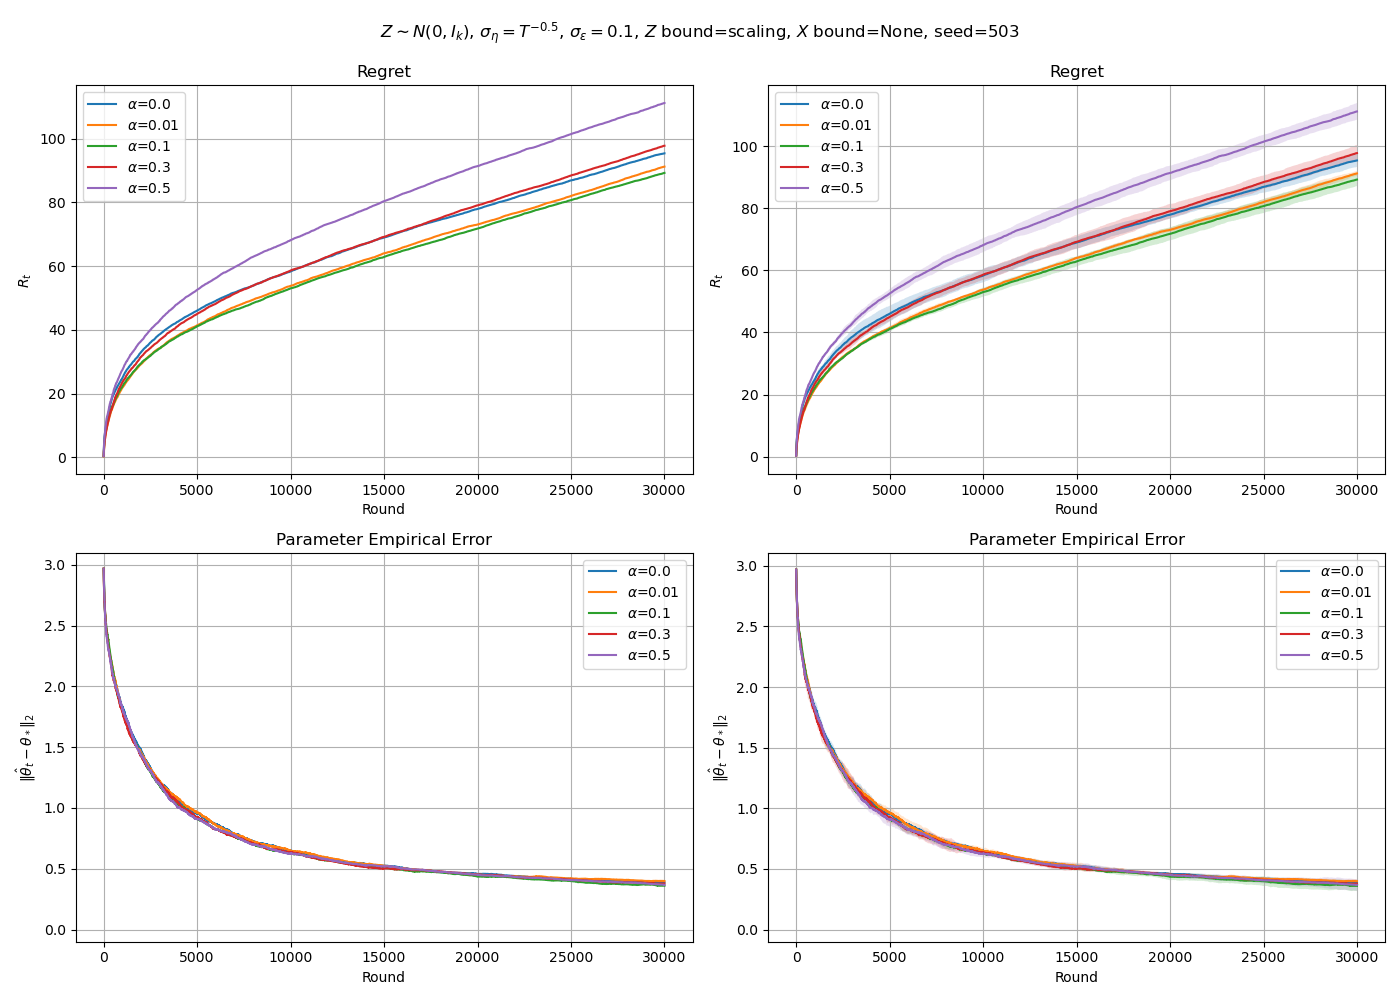 Z ∼ N(0, I_k), σ_η = T^{−0.5}, σ_ε = 0.1, Z bound=scaling, X bound=None, seed=503
Regret
α=0.0
α=0.01
α=0.1
α=0.3
α=0.5
100
80
60
40
20
0
R_t
0 5000 10000 15000 20000 25000 30000
Round
Regret
α=0.0
α=0.01
α=0.1
α=0.3
α=0.5
100
80
60
40
20
0
R_t
0 5000 10000 15000 20000 25000 30000
Round
Parameter Empirical Error
α=0.0
α=0.01
α=0.1
α=0.3
α=0.5
3.0
2.5
2.0
1.5
1.0
0.5
0.0
‖θ̂_t − θ_*‖_2
0 5000 10000 15000 20000 25000 30000
Round
Parameter Empirical Error
α=0.0
α=0.01
α=0.1
α=0.3
α=0.5
3.0
2.5
2.0
1.5
1.0
0.5
0.0
‖θ̂_t − θ_*‖_2
0 5000 10000 15000 20000 25000 30000
Round